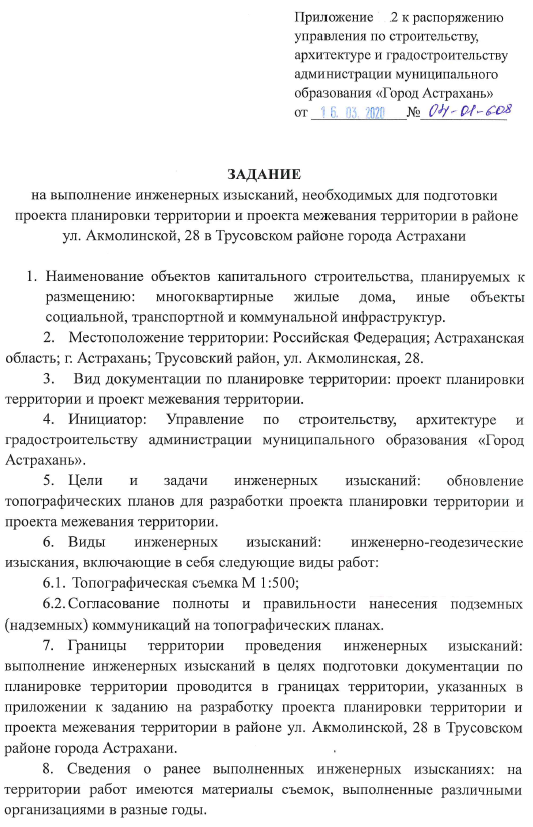 Приложение 2 к распоряжению
управления по строительству,
архитектуре и градостроительству
администрации муниципального
образования «Город Астрахань»
от 16. 03. 2020 № 04-01-608
ЗАДАНИЕ
на выполнение инженерных изысканий, необходимых для подготовки
проекта планировки территории и проекта межевания территории в районе
ул. Акмолинской, 28 в Трусовском районе города Астрахани
1. Наименование объектов капитального строительства, планируемых к
размещению: многоквартирные жилые дома, иные объекты
социальной, транспортной и коммунальной инфраструктур.
2. Местоположение территории: Российская Федерация; Астраханская
область; г. Астрахань; Трусовский район, ул. Акмолинская, 28.
3. Вид документации по планировке территории: проект планировки
территории и проект межевания территории.
4. Инициатор: Управление по строительству, архитектуре и
градостроительству администрации муниципального образования «Город
Астрахань».
5. Цели и задачи инженерных изысканий: обновление
топографических планов для разработки проекта планировки территории и
проекта межевания территории.
6. Виды инженерных изысканий: инженерно-геодезические
изыскания, включающие в себя следующие виды работ:
6.1. Топографическая съемка М 1:500;
6.2. Согласование полноты и правильности нанесения подземных
(надземных) коммуникаций на топографических планах.
7. Границы территории проведения инженерных изысканий:
выполнение инженерных изысканий в целях подготовки документации по
планировке территории проводится в границах территории, указанных в
приложении к заданию на разработку проекта планировки территории и
проекта межевания территории в районе ул. Акмолинской, 28 в Трусовском
районе города Астрахани.
8. Сведения о ранее выполненных инженерных изысканиях: на
территории работ имеются материалы съемок, выполненные различными
организациями в разные годы.